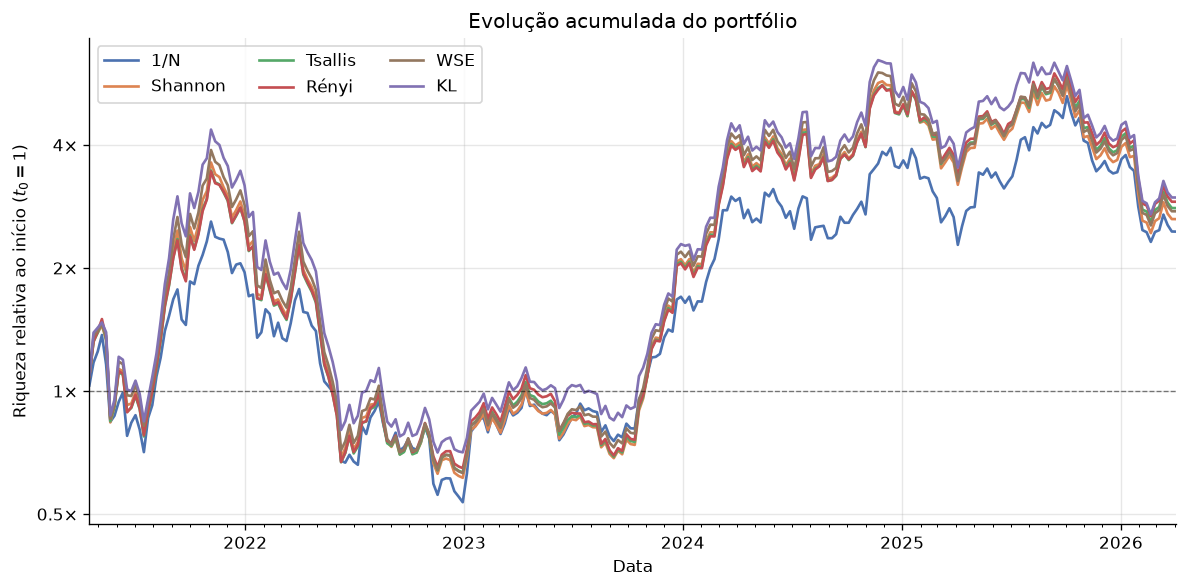 Evolução acumulada do portfólio
1/N
Shannon
Tsallis
Rényi
WSE
KL
Riqueza relativa ao início (t₀ = 1)
4×
2×
1×
0.5×
2022
2023
2024
2025
2026
Data